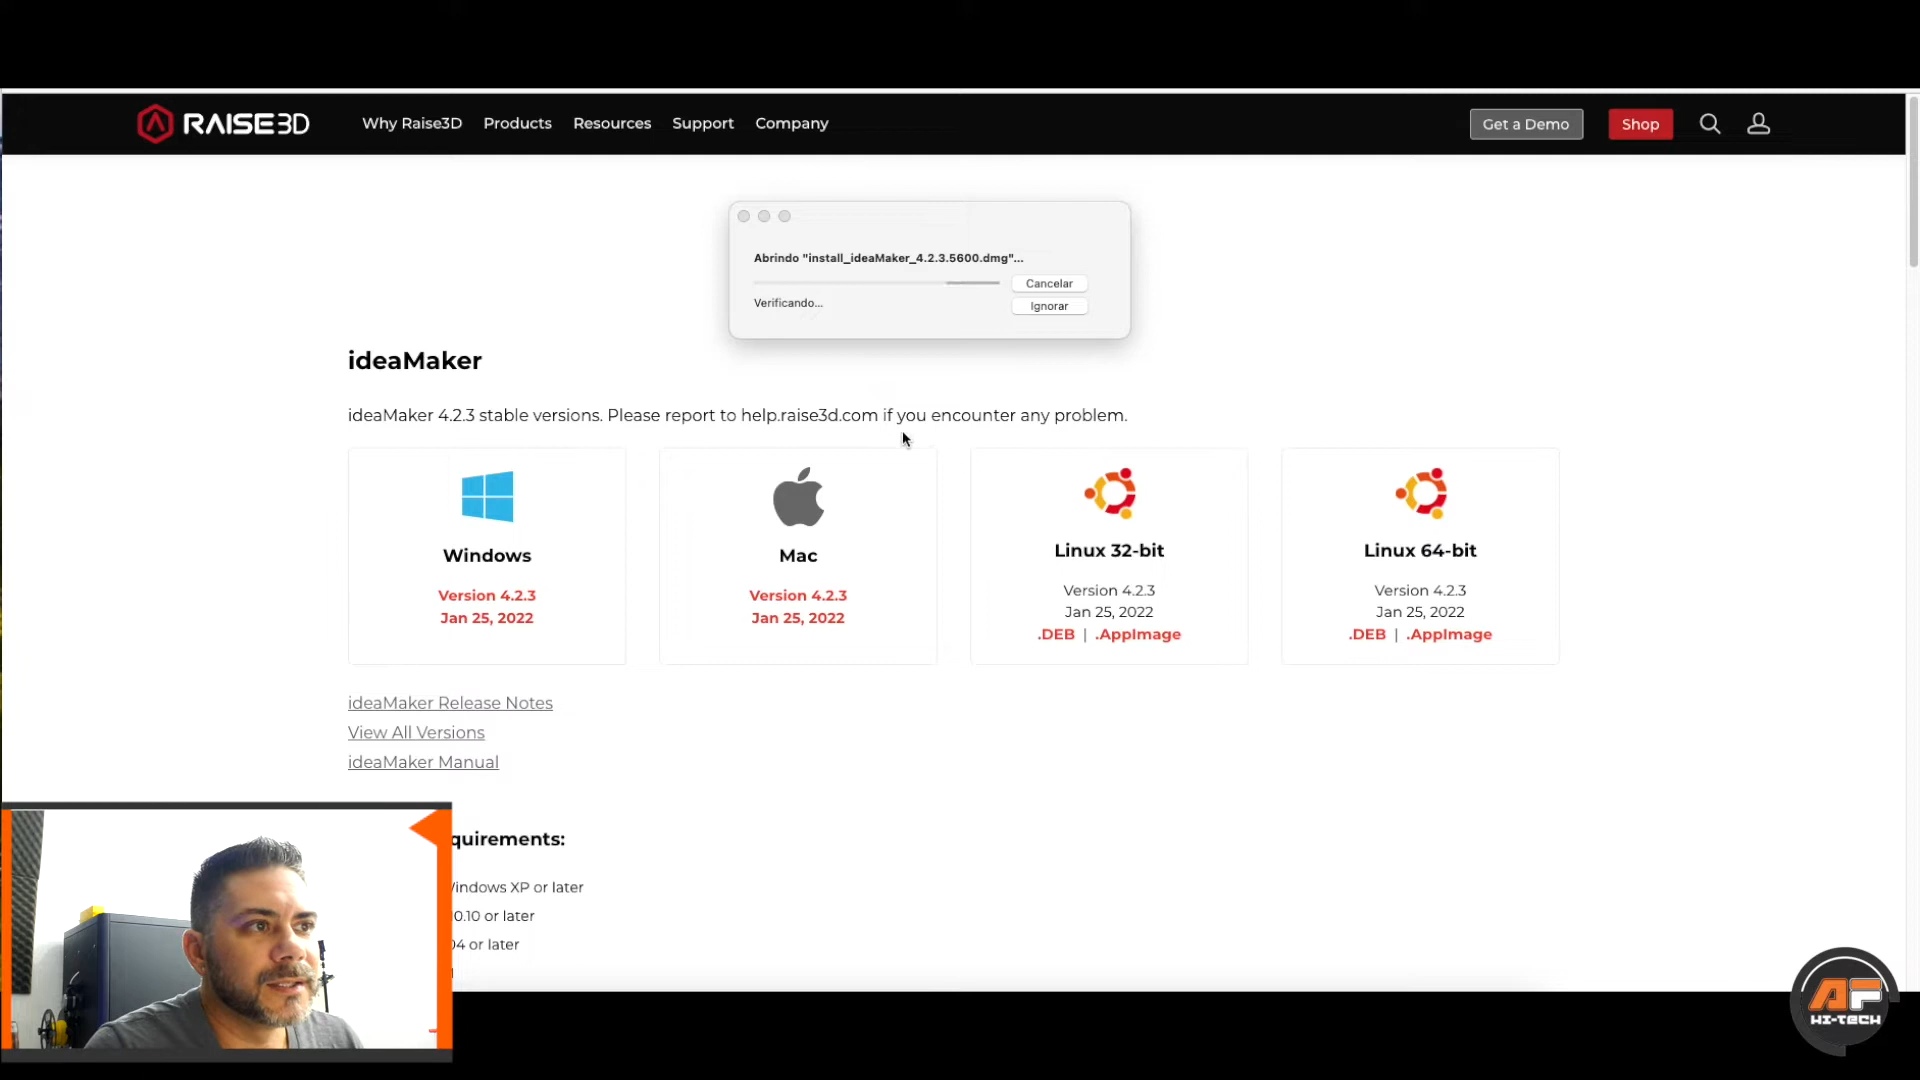 RAISE3D
Why Raise3D Products Resources Support Company
Get a Demo Shop
Abrindo "install_ideaMaker_4.2.3.5600.dmg"...
Cancelar
Verificando...
Ignorar
ideaMaker
ideaMaker 4.2.3 stable versions. Please report to help.raise3d.com if you encounter any problem.
Windows
Version 4.2.3
Jan 25, 2022
Mac
Version 4.2.3
Jan 25, 2022
Linux 32-bit
Version 4.2.3
Jan 25, 2022
.DEB | .AppImage
Linux 64-bit
Version 4.2.3
Jan 25, 2022
.DEB | .AppImage
ideaMaker Release Notes
View All Versions
ideaMaker Manual
quirements:
indows XP or later
0.10 or later
04 or later
AF
HI-TECH